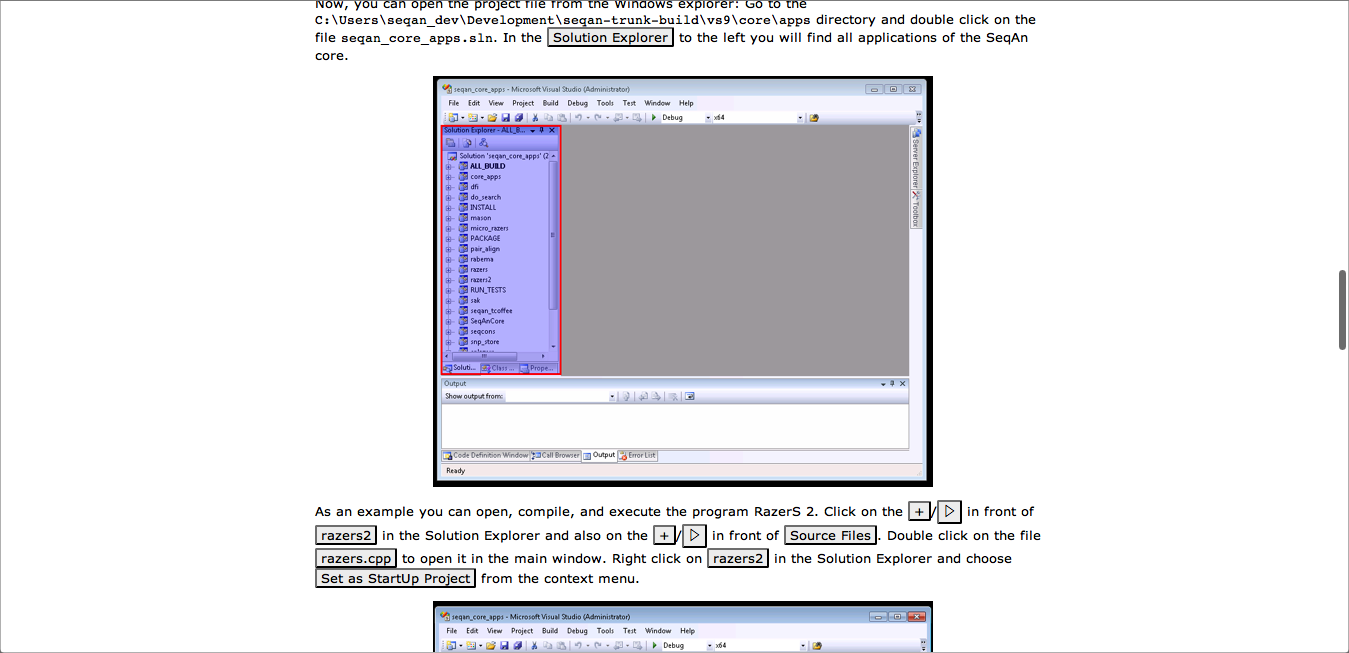 Now, you can open the project file from the Windows explorer: Go to the
C:\Users\seqan_dev\Development\seqan-trunk-build\vs9\core\apps directory and double click on the
file seqan_core_apps.sln. In the Solution Explorer to the left you will find all applications of the SeqAn
core.
seqan_core_apps - Microsoft Visual Studio (Administrator)
File Edit View Project Build Debug Tools Test Window Help
Debug x64
Solution Explorer - ALL_B...
Solution 'seqan_core_apps' (2
ALL_BUILD
core_apps
dfi
do_search
INSTALL
mason
micro_razers
PACKAGE
pair_align
rabema
razers
razers2
RUN_TESTS
sak
seqan_tcoffee
SeqAnCore
seqcons
snp_store
Soluti... Class ... Prope...
Server Explorer
Toolbox
Output
Show output from:
Code Definition Window Call Browser Output Error List
Ready
As an example you can open, compile, and execute the program RazerS 2. Click on the +/▷ in front of
razers2 in the Solution Explorer and also on the +/▷ in front of Source Files. Double click on the file
razers.cpp to open it in the main window. Right click on razers2 in the Solution Explorer and choose
Set as StartUp Project from the context menu.
seqan_core_apps - Microsoft Visual Studio (Administrator)
File Edit View Project Build Debug Tools Test Window Help
Debug x64